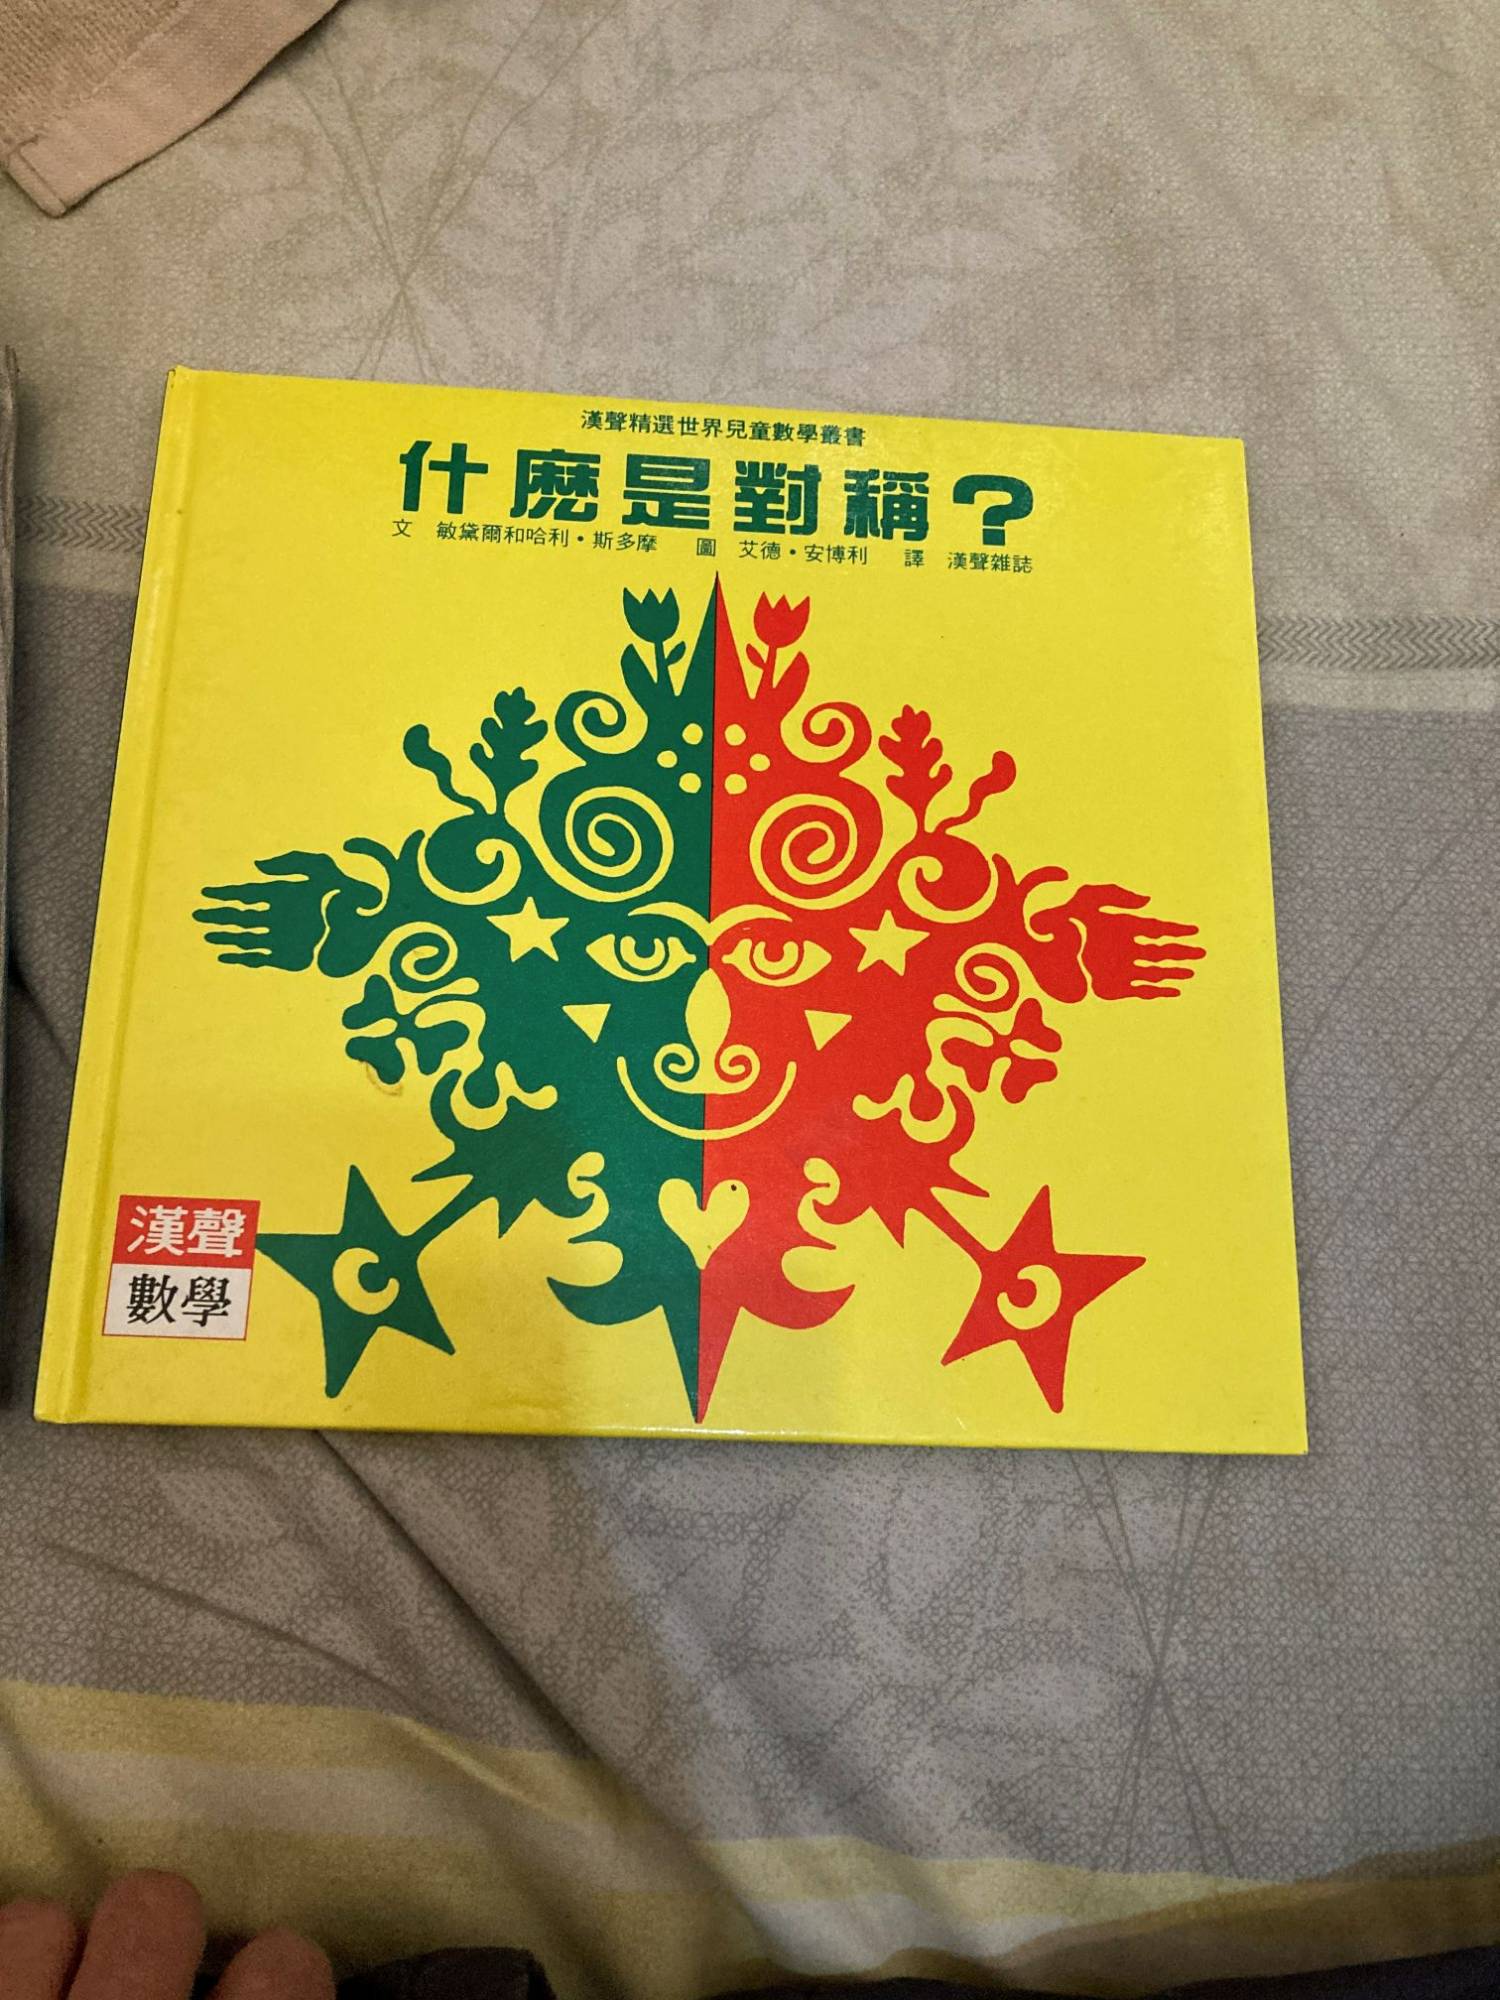 漢聲精選世界兒童數學叢書
什麼是對稱？
文　敏黛爾和哈利・斯多摩　圖　艾德・安博利　譯　漢聲雜誌
漢聲
數學